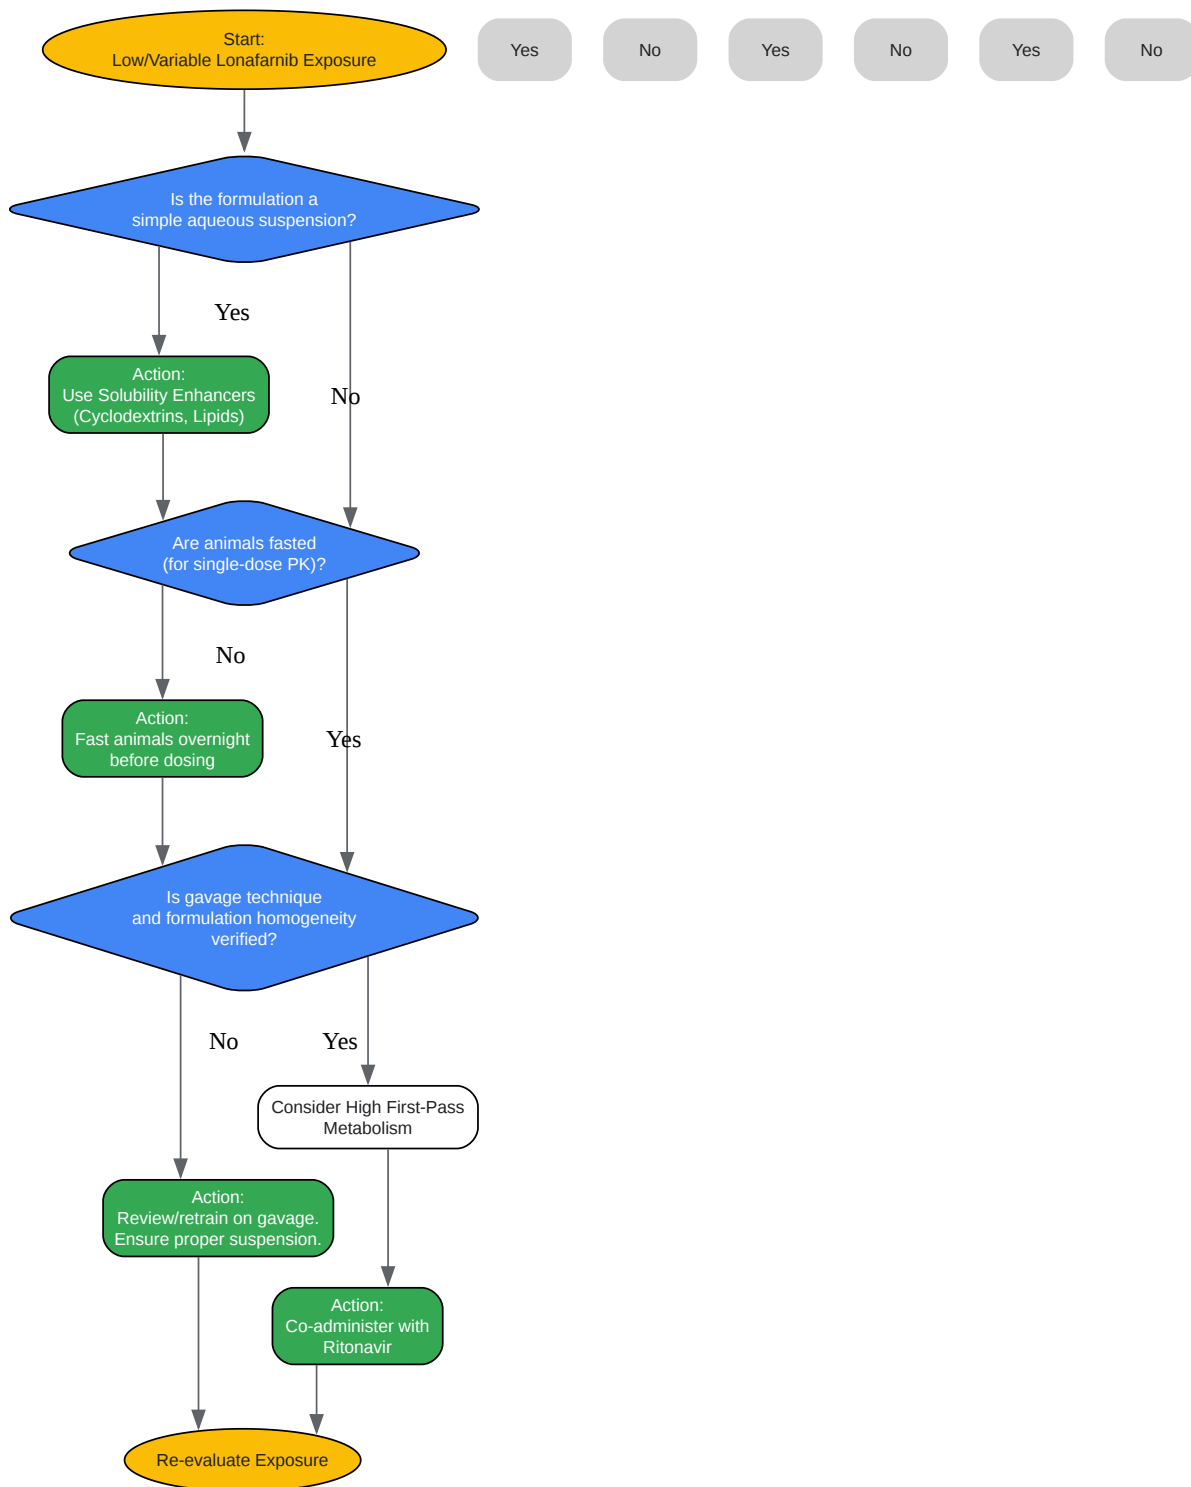 Start:
Low/Variable Lonafarnib Exposure
Yes
No
Yes
No
Yes
No
Is the formulation a
simple aqueous suspension?
Yes
No
Action:
Use Solubility Enhancers
(Cyclodextrins, Lipids)
Are animals fasted
(for single-dose PK)?
No
Yes
Action:
Fast animals overnight
before dosing
Is gavage technique
and formulation homogeneity
verified?
No
Yes
Consider High First-Pass
Metabolism
Action:
Review/retrain on gavage.
Ensure proper suspension.
Action:
Co-administer with
Ritonavir
Re-evaluate Exposure